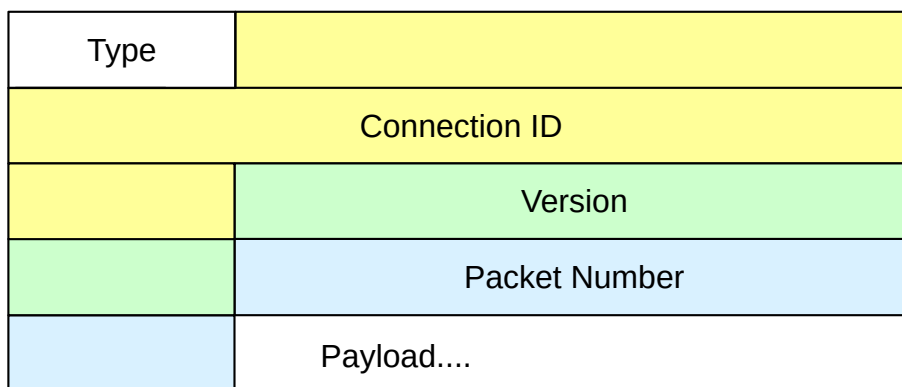 Type
Connection ID
Version
Packet Number
Payload....